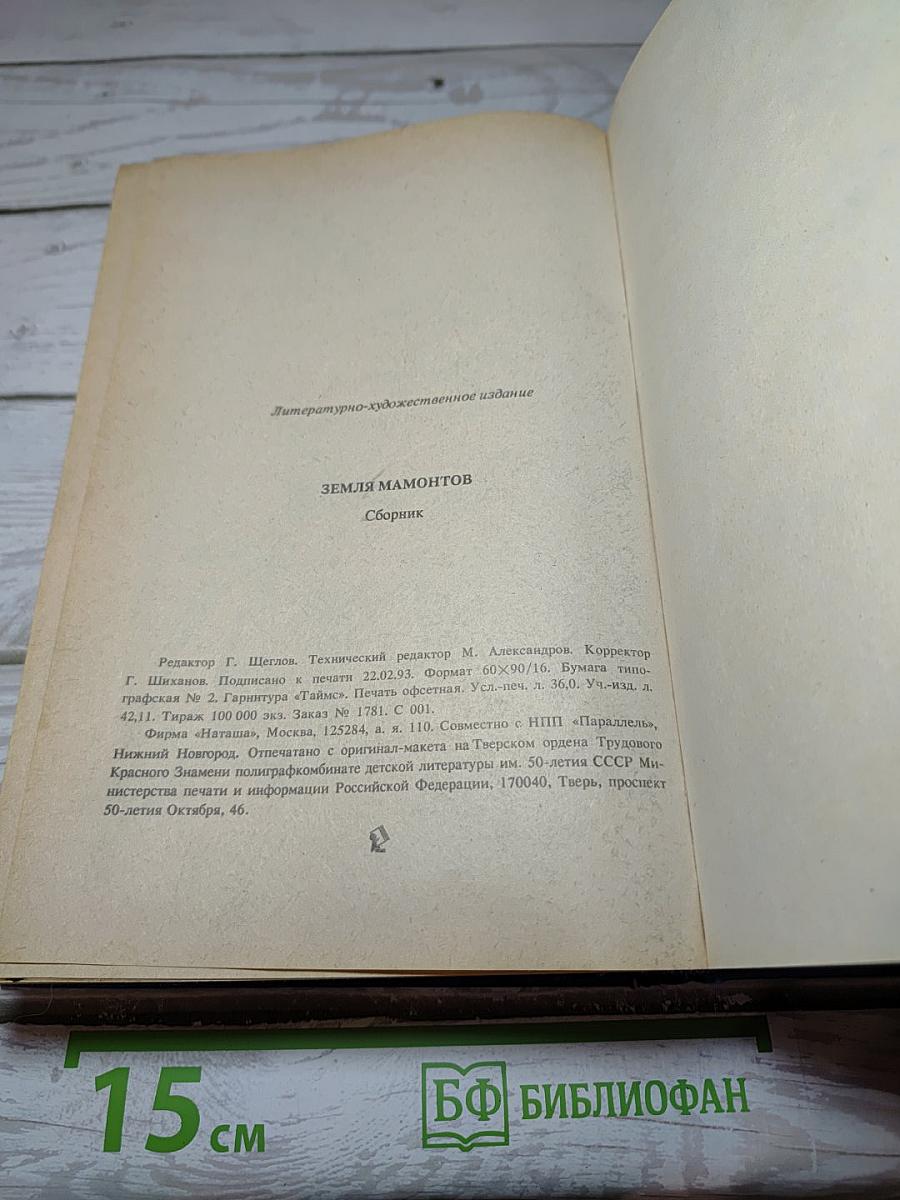 Литературно-художественное издание
ЗЕМЛЯ МАМОНТОВ
Сборник
Редактор Г. Щеглов. Технический редактор М. Александров. Корректор
Г. Шиханов. Подписано к печати 22.02.93. Формат 60×90/16. Бумага типо-
графская № 2. Гарнитура «Таймс». Печать офсетная. Усл.-печ. л. 36,0. Уч.-изд. л.
42,11. Тираж 100 000 экз. Заказ № 1781. С 001.
Фирма «Наташа», Москва, 125284, а. я. 110. Совместно с НПП «Параллель»,
Нижний Новгород. Отпечатано с оригинал-макета на Тверском ордена Трудового
Красного Знамени полиграфкомбинате детской литературы им. 50-летия СССР Ми-
нистерства печати и информации Российской Федерации, 170040, Тверь, проспект
50-летия Октября, 46.
15 см
БФ БИБЛИОФАН